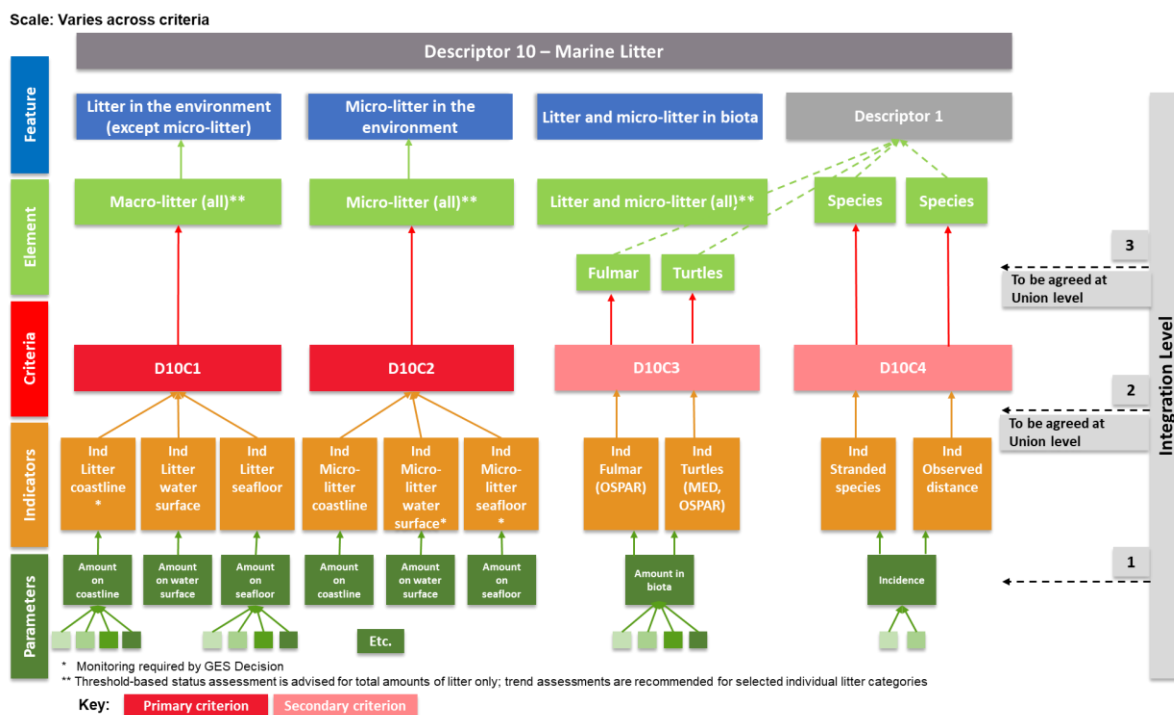 Scale: Varies across criteria
Descriptor 10 – Marine Litter
Feature
Litter in the environment
(except micro-litter)
Micro-litter in the
environment
Litter and micro-litter in biota
Descriptor 1
Element
Macro-litter (all)**
Micro-litter (all)**
Litter and micro-litter (all)**
Species
Species
Fulmar
Turtles
3
To be agreed at
Union level
Criteria
D10C1
D10C2
D10C3
D10C4
2
To be agreed at
Union level
Integration Level
Indicators
Ind
Litter
coastline
*
Ind
Litter
water
surface
Ind
Litter
seafloor
Ind
Micro-
litter
coastline
Ind
Micro-
litter
water
surface*
Ind
Micro-
litter
seafloor
*
Ind
Fulmar
(OSPAR)
Ind
Turtles
(MED,
OSPAR)
Ind
Stranded
species
Ind
Observed
distance
Parameters
Amount
on
coastline
Amount
on water
surface
Amount
on
seafloor
Amount
on
coastline
Amount
on water
surface
Amount
on
seafloor
Amount in
biota
Incidence
1
Etc.
* Monitoring required by GES Decision
** Threshold-based status assessment is advised for total amounts of litter only; trend assessments are recommended for selected individual litter categories
Key:
Primary criterion
Secondary criterion